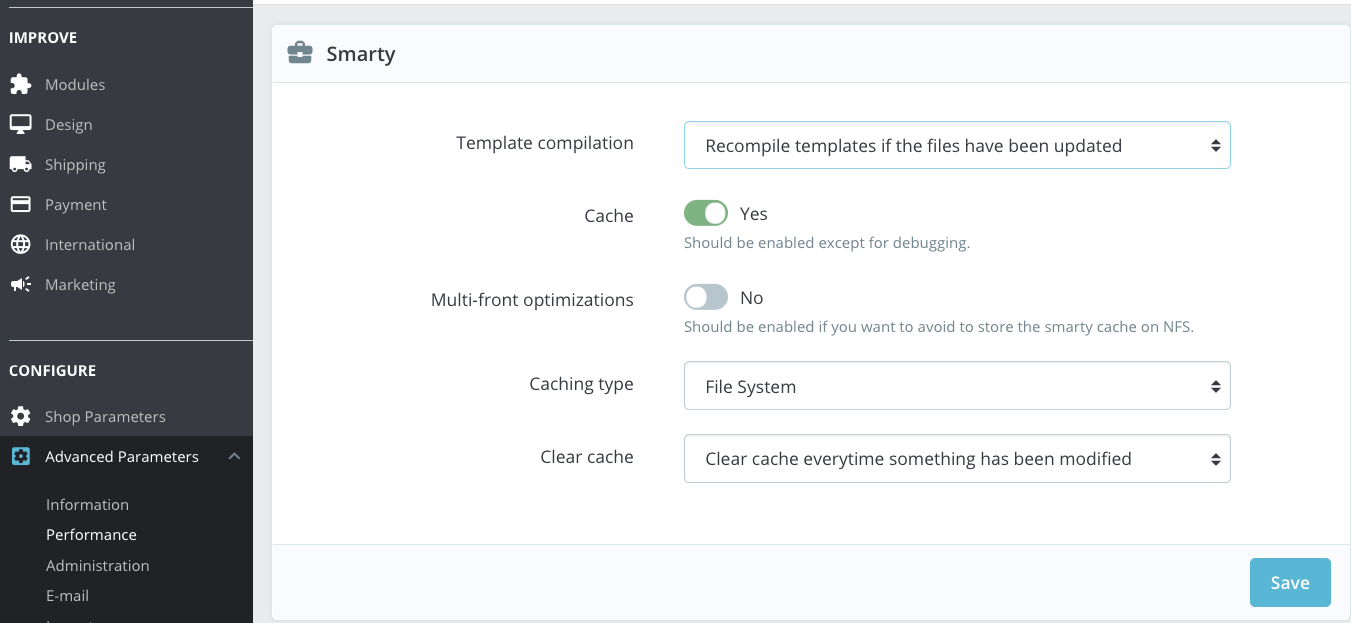 IMPROVE
Modules
Design
Shipping
Payment
International
Marketing
CONFIGURE
Shop Parameters
Advanced Parameters
Information
Performance
Administration
E-mail
Smarty
Template compilation
Recompile templates if the files have been updated
Cache
Yes
Should be enabled except for debugging.
Multi-front optimizations
No
Should be enabled if you want to avoid to store the smarty cache on NFS.
Caching type
File System
Clear cache
Clear cache everytime something has been modified
Save